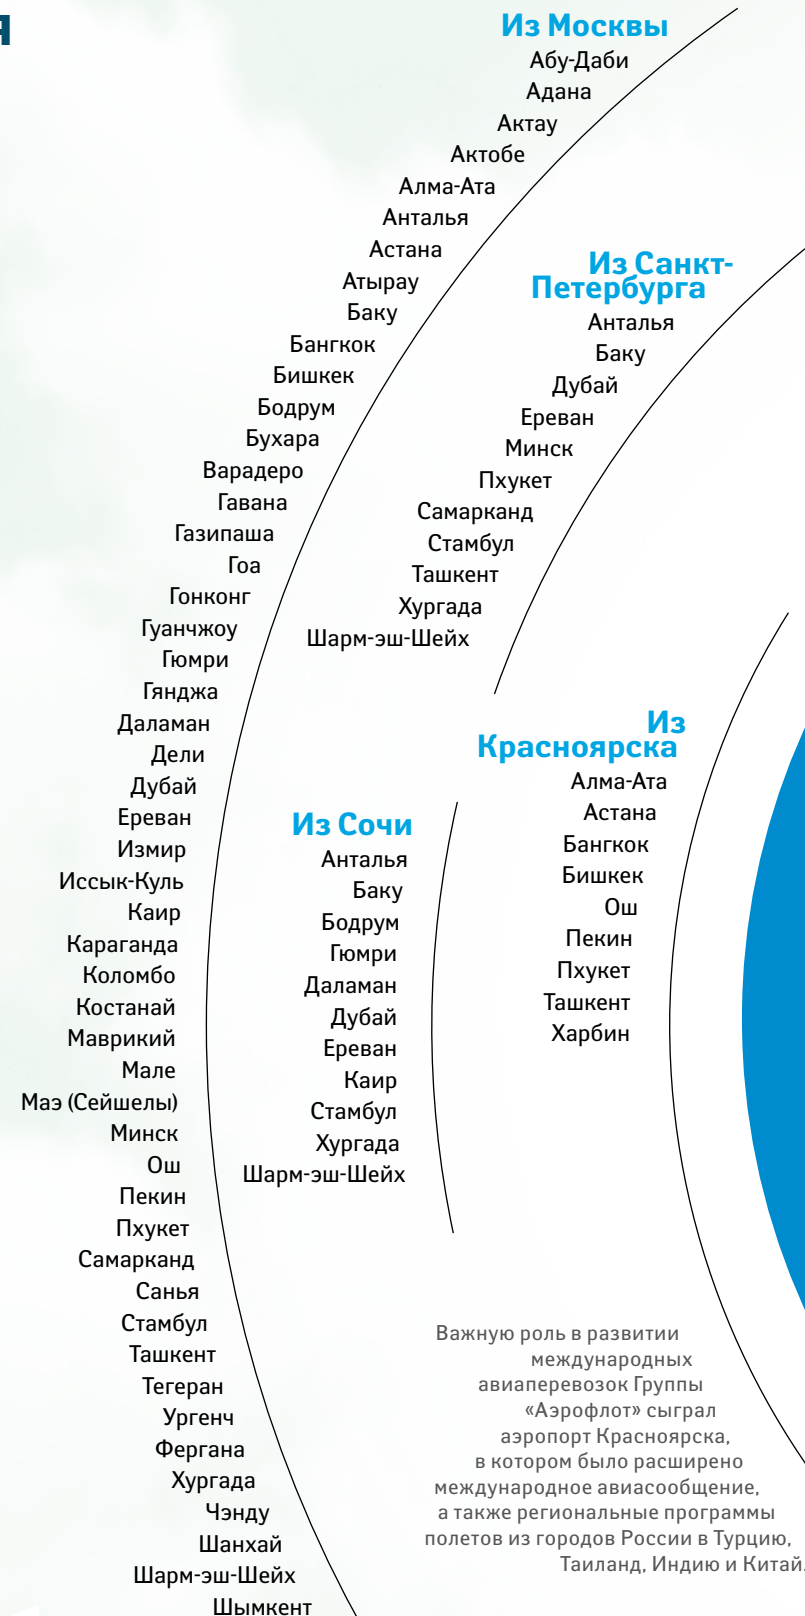 я
Из Москвы
Абу-Даби
Адана
Актау
Актобе
Алма-Ата
Анталья
Астана
Атырау
Баку
Бангкок
Бишкек
Бодрум
Бухара
Варадеро
Гавана
Газипаша
Гоа
Гонконг
Гуанчжоу
Гюмри
Гянджа
Даламан
Дели
Дубай
Ереван
Измир
Иссык-Куль
Каир
Караганда
Коломбо
Костанай
Маврикий
Мале
Маэ (Сейшелы)
Минск
Ош
Пекин
Пхукет
Самарканд
Санья
Стамбул
Ташкент
Тегеран
Ургенч
Фергана
Хургада
Чэнду
Шанхай
Шарм-эш-Шейх
Шымкент
Из Санкт-
Петербурга
Анталья
Баку
Дубай
Ереван
Минск
Пхукет
Самарканд
Стамбул
Ташкент
Хургада
Шарм-эш-Шейх
Из Сочи
Анталья
Баку
Бодрум
Гюмри
Даламан
Дубай
Ереван
Каир
Стамбул
Хургада
Шарм-эш-Шейх
Из
Красноярска
Алма-Ата
Астана
Бангкок
Бишкек
Ош
Пекин
Пхукет
Ташкент
Харбин
Важную роль в развитии
международных
авиаперевозок Группы
«Аэрофлот» сыграл
аэропорт Красноярска,
в котором было расширено
международное авиасообщение,
а также региональные программы
полетов из городов России в Турцию,
Таиланд, Индию и Китай.